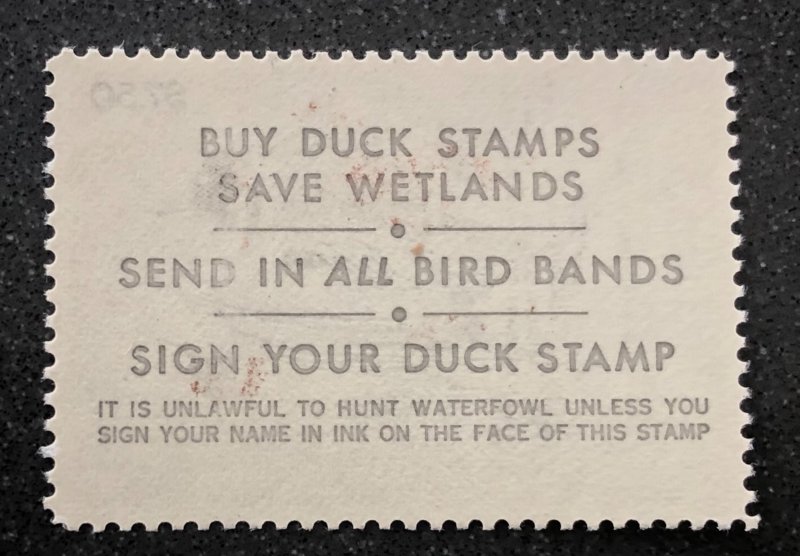 BUY DUCK STAMPS
SAVE WETLANDS
SEND IN ALL BIRD BANDS
SIGN YOUR DUCK STAMP
IT IS UNLAWFUL TO HUNT WATERFOWL UNLESS YOU
SIGN YOUR NAME IN INK ON THE FACE OF THIS STAMP